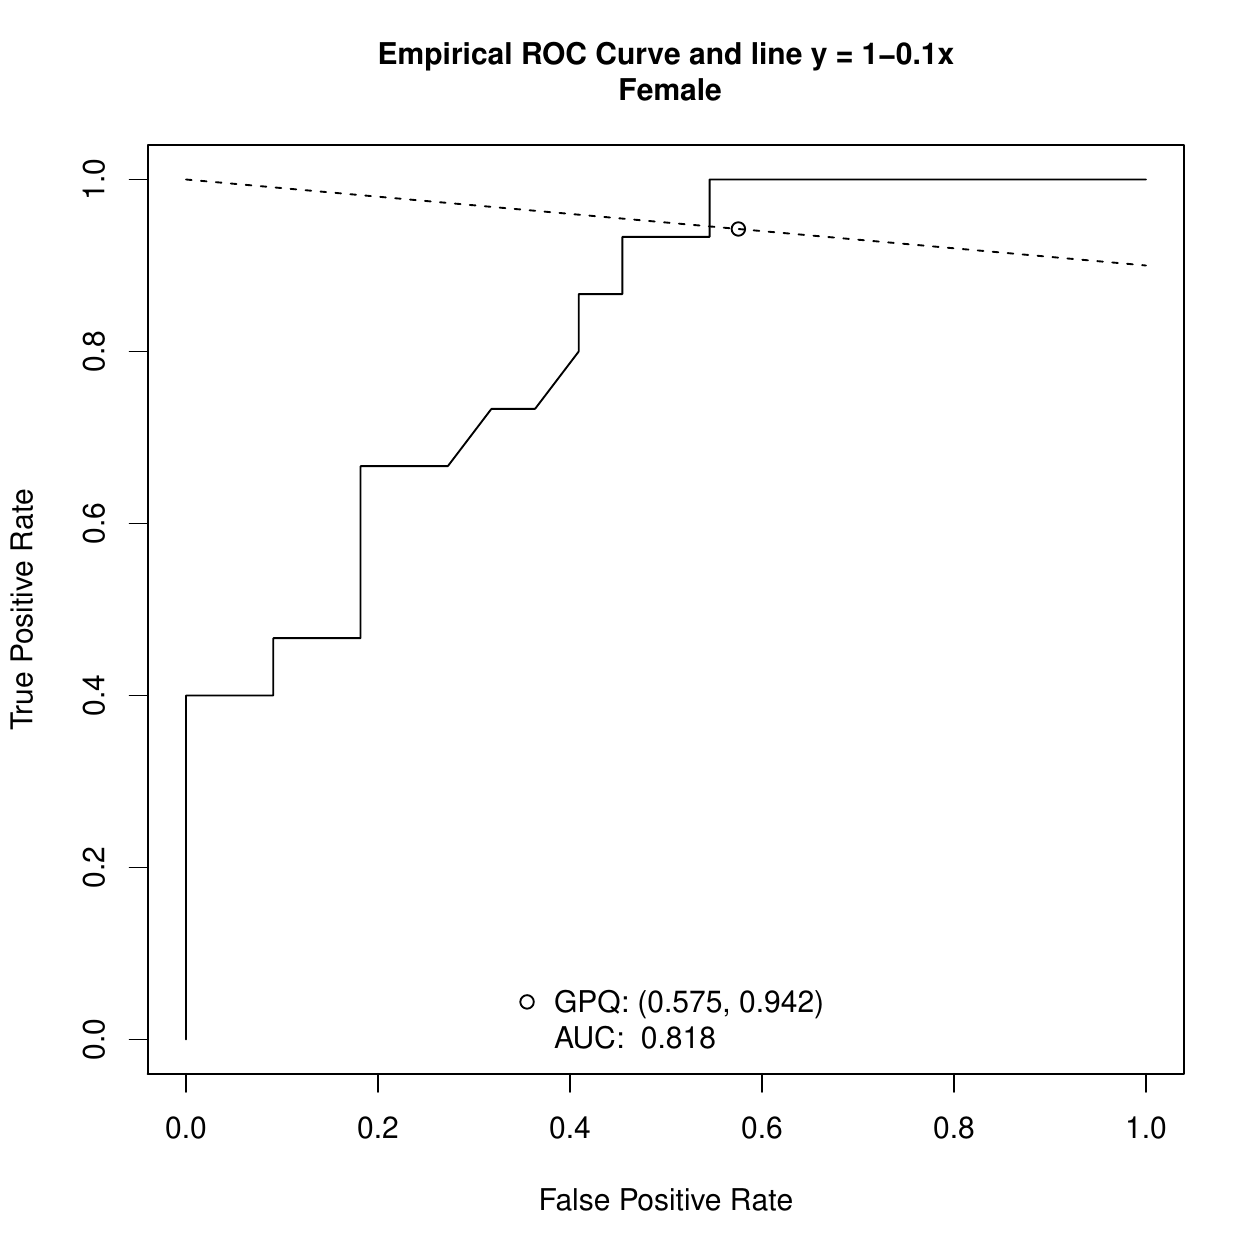 Empirical ROC Curve and line y = 1−0.1x
Female
True Positive Rate
1.0
0.8
0.6
0.4
0.2
0.0
GPQ: (0.575, 0.942)
AUC: 0.818
0.0 0.2 0.4 0.6 0.8 1.0
False Positive Rate